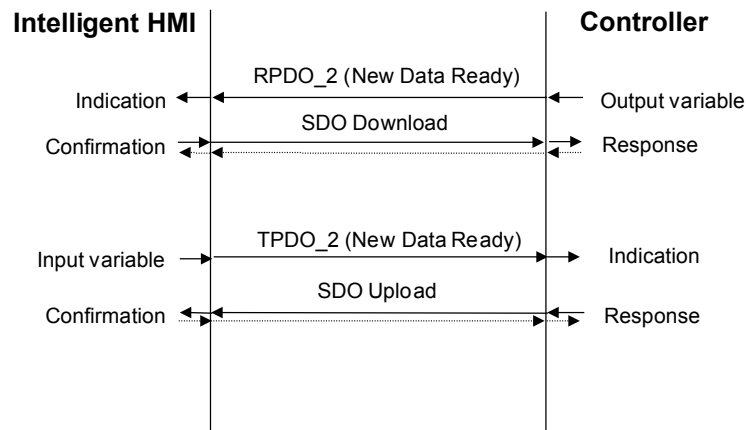 Intelligent HMI
Controller
RPDO_2 (New Data Ready)
Indication
Output variable
SDO Download
Confirmation
Response
TPDO_2 (New Data Ready)
Input variable
Indication
SDO Upload
Confirmation
Response